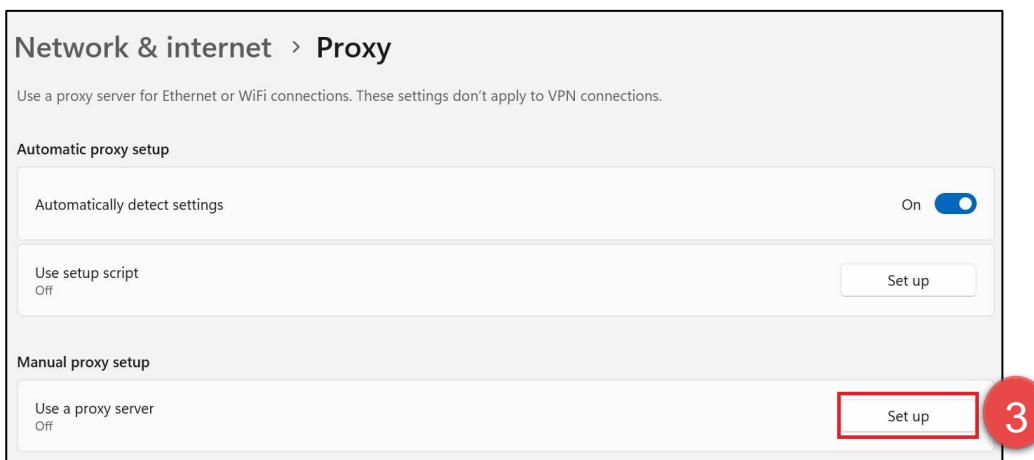 Network & internet > Proxy
Use a proxy server for Ethernet or WiFi connections. These settings don't apply to VPN connections.
Automatic proxy setup
Automatically detect settings
On
Use setup script
Off
Set up
Manual proxy setup
Use a proxy server
Off
Set up
3